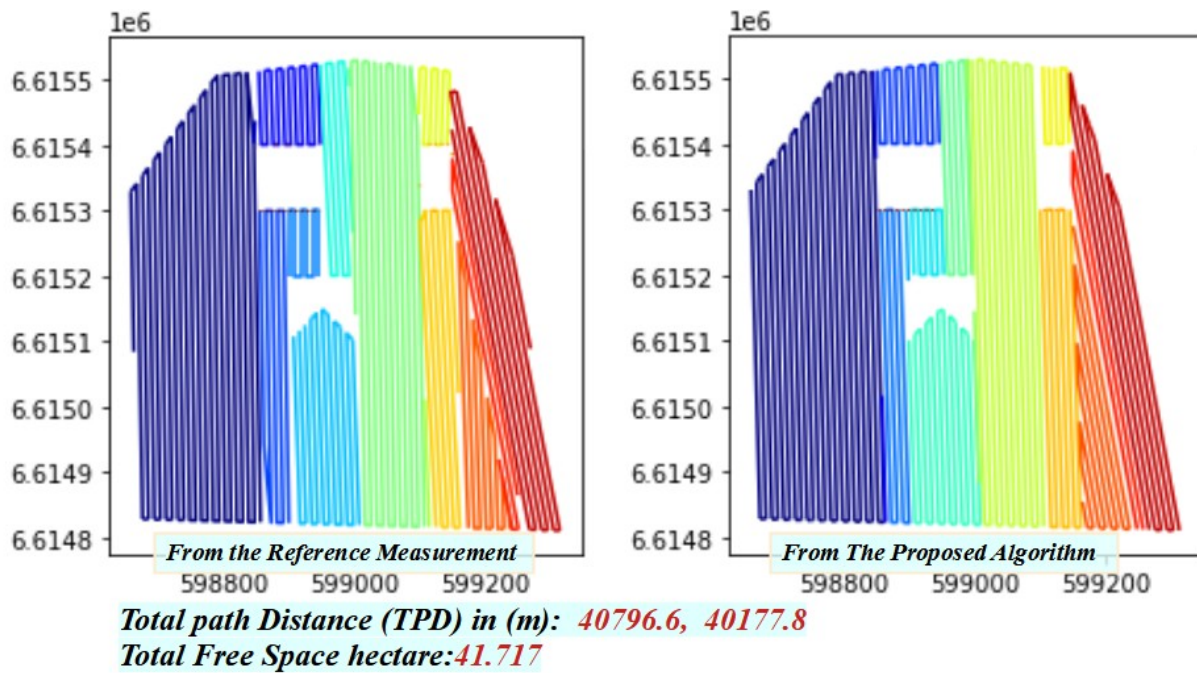 1e6
6.6155
6.6154
6.6153
6.6152
6.6151
6.6150
6.6149
6.6148
From the Reference Measurement
598800 599000 599200
1e6
6.6155
6.6154
6.6153
6.6152
6.6151
6.6150
6.6149
6.6148
From The Proposed Algorithm
598800 599000 599200
Total path Distance (TPD) in (m): 40796.6, 40177.8
Total Free Space hectare:41.717